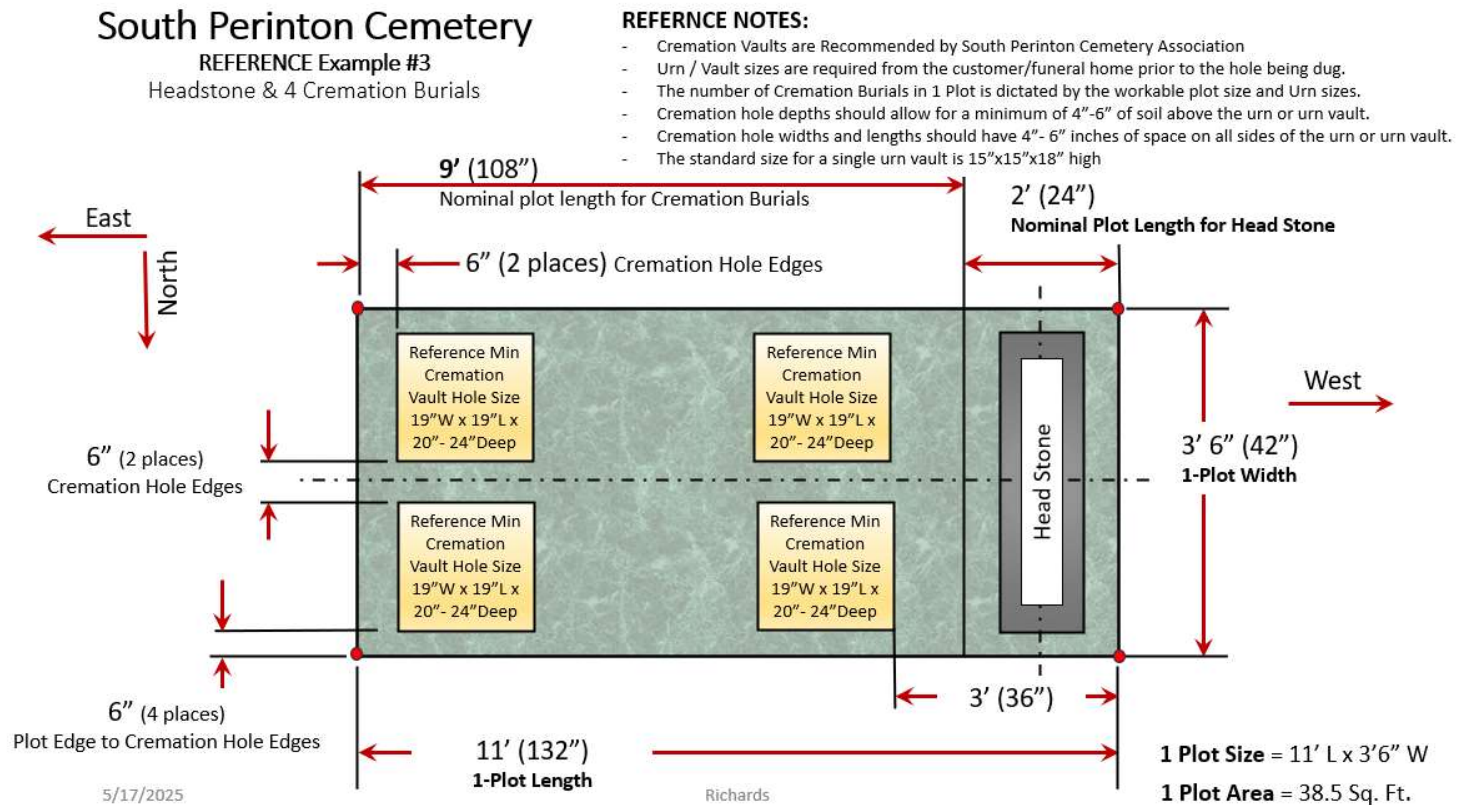 South Perinton Cemetery
REFERENCE Example #3
Headstone & 4 Cremation Burials
REFERNCE NOTES:
- Cremation Vaults are Recommended by South Perinton Cemetery Association
- Urn / Vault sizes are required from the customer/funeral home prior to the hole being dug.
- The number of Cremation Burials in 1 Plot is dictated by the workable plot size and Urn sizes.
- Cremation hole depths should allow for a minimum of 4”-6” of soil above the urn or urn vault.
- Cremation hole widths and lengths should have 4”- 6” inches of space on all sides of the urn or urn vault.
- The standard size for a single urn vault is 15”x15”x18” high
9’ (108”)
Nominal plot length for Cremation Burials
2’ (24”)
Nominal Plot Length for Head Stone
East
North
6” (2 places) Cremation Hole Edges
Reference Min
Cremation
Vault Hole Size
19”W x 19”L x
20”- 24”Deep
Reference Min
Cremation
Vault Hole Size
19”W x 19”L x
20”- 24”Deep
Head Stone
West
3’ 6” (42”)
1-Plot Width
6” (2 places)
Cremation Hole Edges
Reference Min
Cremation
Vault Hole Size
19”W x 19”L x
20”- 24”Deep
Reference Min
Cremation
Vault Hole Size
19”W x 19”L x
20”- 24”Deep
6” (4 places)
Plot Edge to Cremation Hole Edges
3’ (36”)
11’ (132”)
1-Plot Length
1 Plot Size = 11’ L x 3’6” W
1 Plot Area = 38.5 Sq. Ft.
5/17/2025
Richards